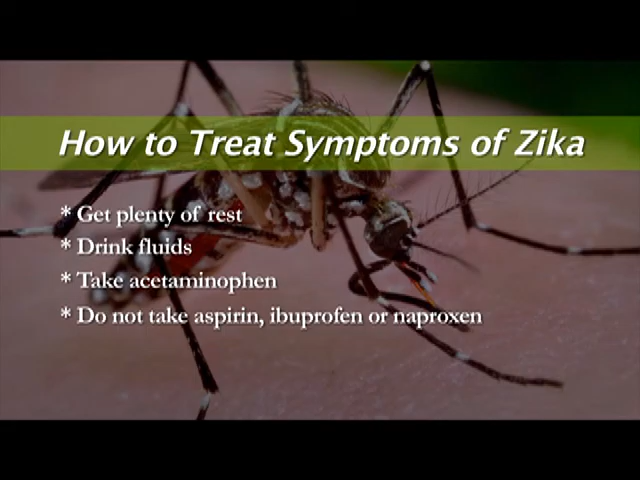 How to Treat Symptoms of Zika
* Get plenty of rest
* Drink fluids
* Take acetaminophen
* Do not take aspirin, ibuprofen or naproxen